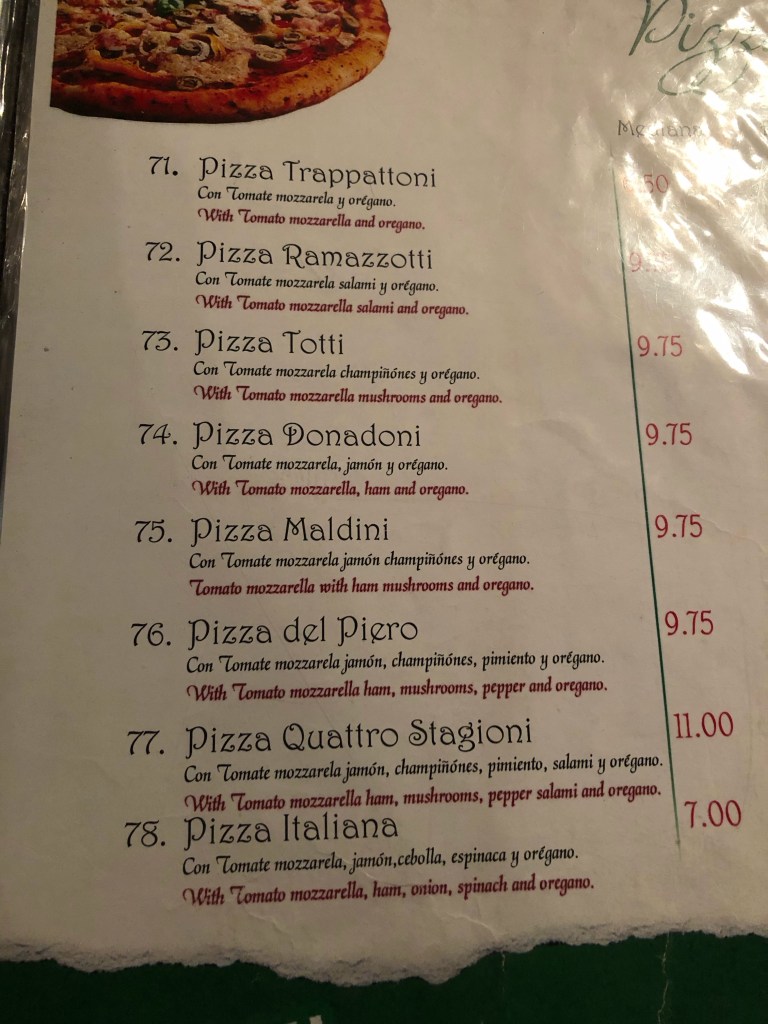 Pizza
Mediana
71. Pizza Trappattoni
Con Tomate mozzarela y orégano.
With Tomato mozzarella and oregano.
72. Pizza Ramazzotti
Con Tomate mozzarela salami y orégano.
With Tomato mozzarella salami and oregano.
73. Pizza Totti 9.75
Con Tomate mozzarela champiñónes y orégano.
With Tomato mozzarella mushrooms and oregano.
74. Pizza Donadoni 9.75
Con Tomate mozzarela, jamón y orégano.
With Tomato mozzarella, ham and oregano.
75. Pizza Maldini 9.75
Con Tomate mozzarela jamón champiñónes y orégano.
Tomato mozzarella with ham mushrooms and oregano.
76. Pizza del Piero 9.75
Con Tomate mozzarela jamón, champiñónes, pimiento y orégano.
With Tomato mozzarella ham, mushrooms, pepper and oregano.
77. Pizza Quattro Stagioni 11.00
Con Tomate mozzarela jamón, champiñónes, pimiento, salami y orégano.
With Tomato mozzarella ham, mushrooms, pepper salami and oregano.
78. Pizza Italiana 7.00
Con Tomate mozzarela, jamón,cebolla, espinaca y orégano.
With Tomato mozzarella, ham, onion, spinach and oregano.